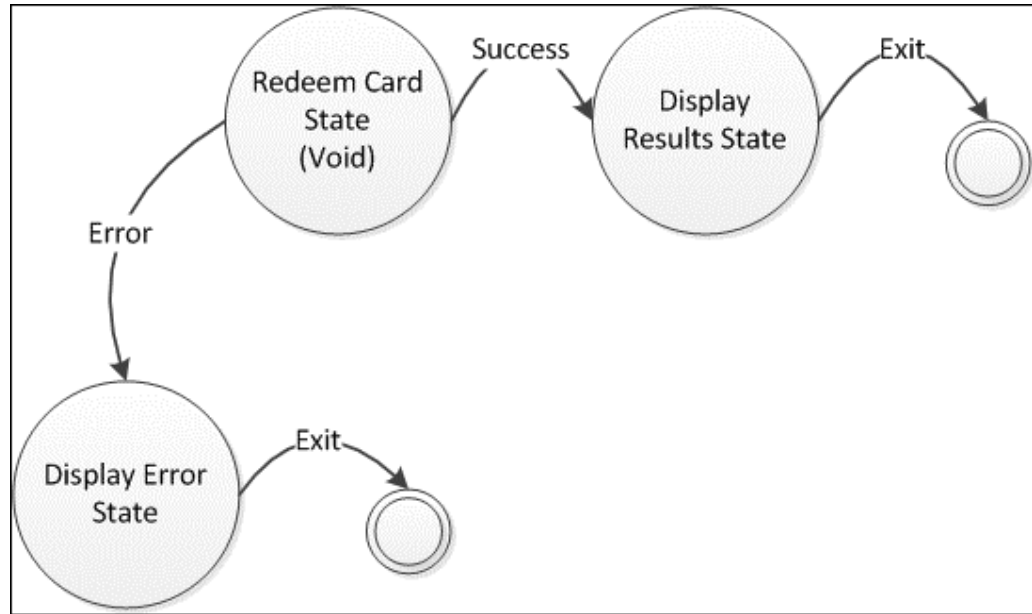 Redeem Card
State
(Void)
Success
Display
Results State
Exit
Error
Display Error
State
Exit